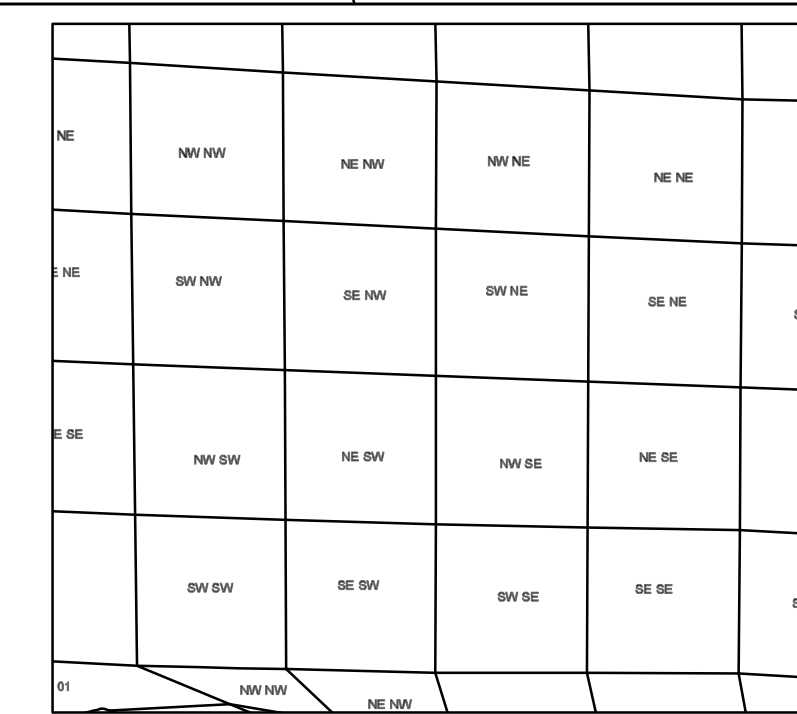 NE
NW NW
NE NW
NW NE
NE NE
E NE
SW NW
SE NW
SW NE
SE NE
E SE
NW SW
NE SW
NW SE
NE SE
SW SW
SE SW
SW SE
SE SE
01
NW NW
NE NW